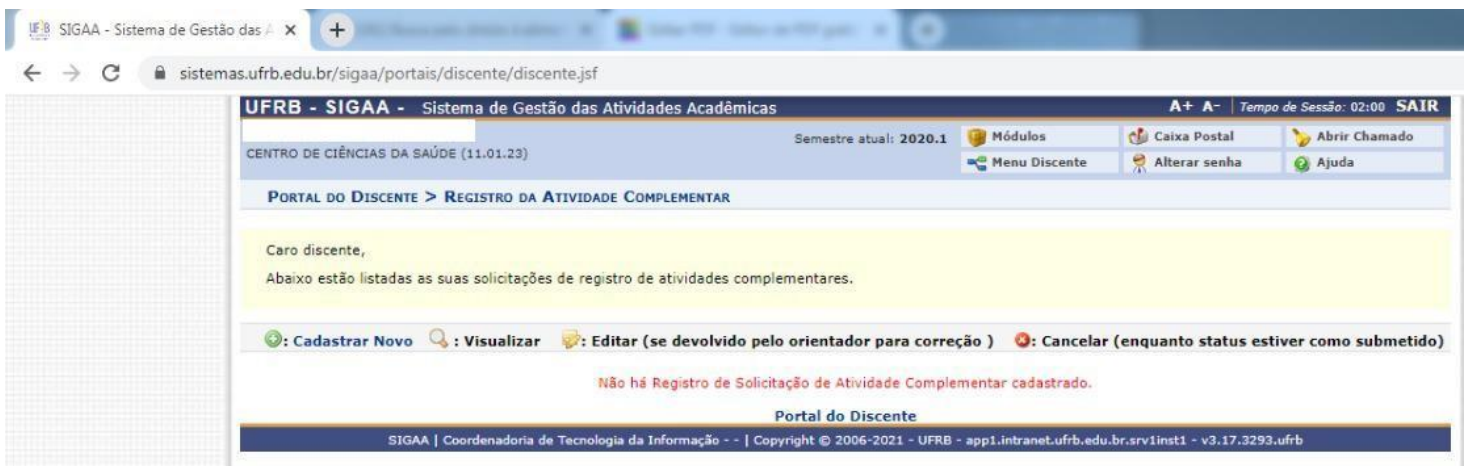 SIGAA - Sistema de Gestão das A
sistemas.ufrb.edu.br/sigaa/portais/discente/discente.jsf
UFRB - SIGAA - Sistema de Gestão das Atividades Acadêmicas A+ A- | Tempo de Sessão: 02:00 SAIR
Semestre atual: 2020.1 Módulos Caixa Postal Abrir Chamado
CENTRO DE CIÊNCIAS DA SAÚDE (11.01.23)
Menu Discente Alterar senha Ajuda
PORTAL DO DISCENTE > REGISTRO DA ATIVIDADE COMPLEMENTAR
Caro discente,
Abaixo estão listadas as suas solicitações de registro de atividades complementares.
: Cadastrar Novo : Visualizar : Editar (se devolvido pelo orientador para correção ) : Cancelar (enquanto status estiver como submetido)
Não há Registro de Solicitação de Atividade Complementar cadastrado.
Portal do Discente
SIGAA | Coordenadoria de Tecnologia da Informação - - | Copyright © 2006-2021 - UFRB - app1.intranet.ufrb.edu.br.srv1inst1 - v3.17.3293.ufrb